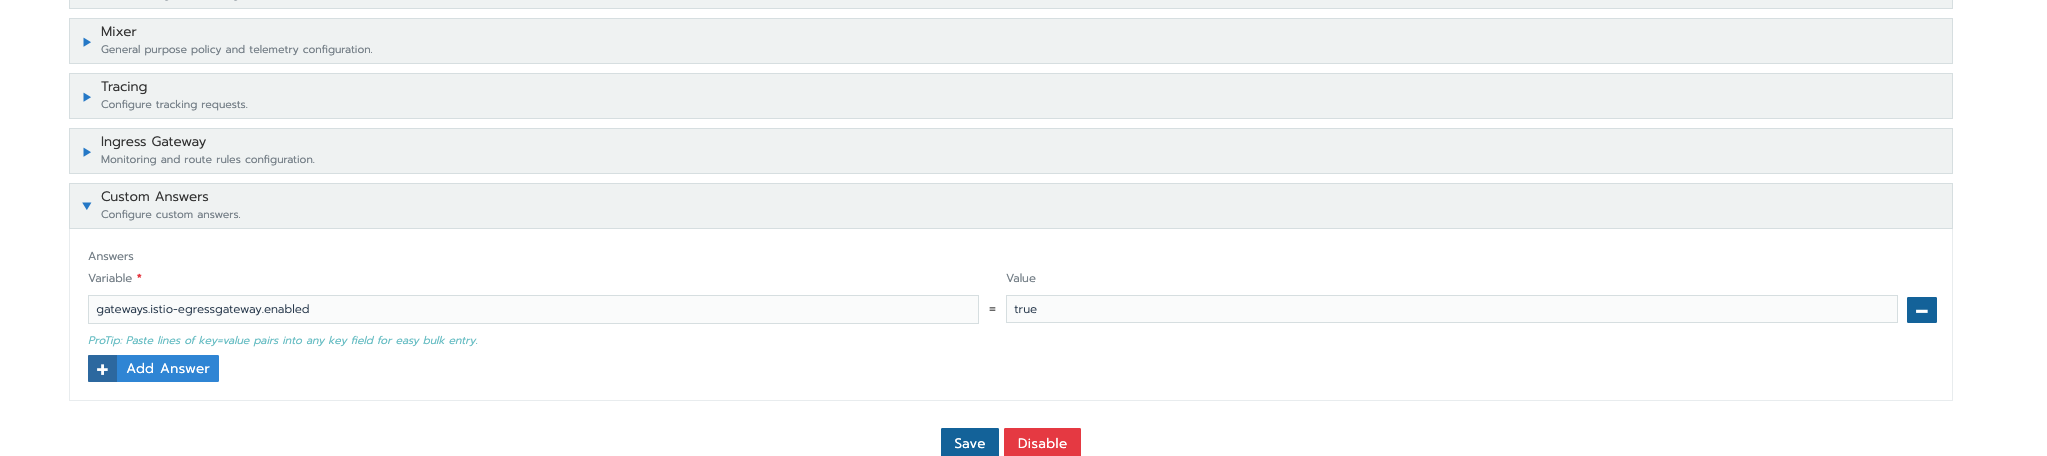 Mixer
General purpose policy and telemetry configuration.
Tracing
Configure tracking requests.
Ingress Gateway
Monitoring and route rules configuration.
Custom Answers
Configure custom answers.
Answers
Variable * Value
gateways.istio-egressgateway.enabled = true
ProTip: Paste lines of key=value pairs into any key field for easy bulk entry.
Add Answer
Save Disable